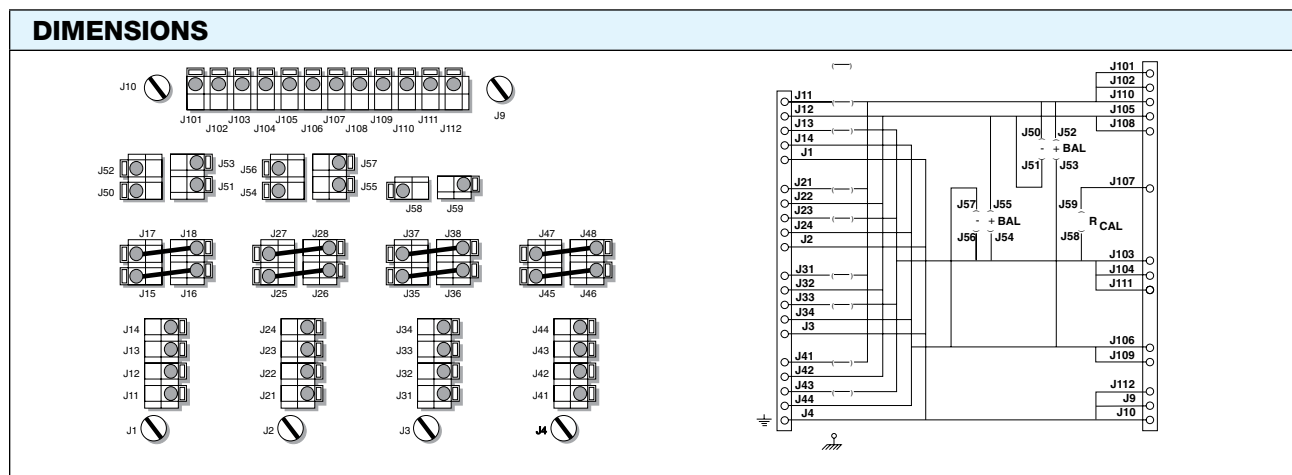 DIMENSIONS
J10
J9
J101 J103 J105 J107 J109 J111
J102 J104 J106 J108 J110 J112
J52 J53 J56 J57
J50 J51 J54 J55
J58 J59
J17 J18 J27 J28 J37 J38 J47 J48
J15 J16 J25 J26 J35 J36 J45 J46
J14 J24 J34 J44
J13 J23 J33 J43
J12 J22 J32 J42
J11 J21 J31 J41
J1 J2 J3 J4
J11
J12
J13
J14
J1
J21
J22
J23
J24
J2
J31
J32
J33
J34
J3
J41
J42
J43
J44
J4
J50 J52
- + BAL
J51 J53
J57 J55
- + BAL
J56 J54
J59
R CAL
J58
J101
J102
J110
J105
J108
J107
J103
J104
J111
J106
J109
J112
J9
J10